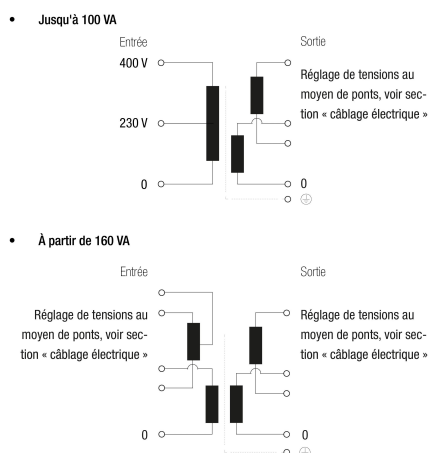 • Jusqu'à 100 VA
Entrée
Sortie
400 V
Réglage de tensions au
moyen de ponts, voir sec-
tion « câblage électrique »
230 V
0
0
• À partir de 160 VA
Entrée
Sortie
Réglage de tensions au
moyen de ponts, voir sec-
tion « câblage électrique »
Réglage de tensions au
moyen de ponts, voir sec-
tion « câblage électrique »
0
0